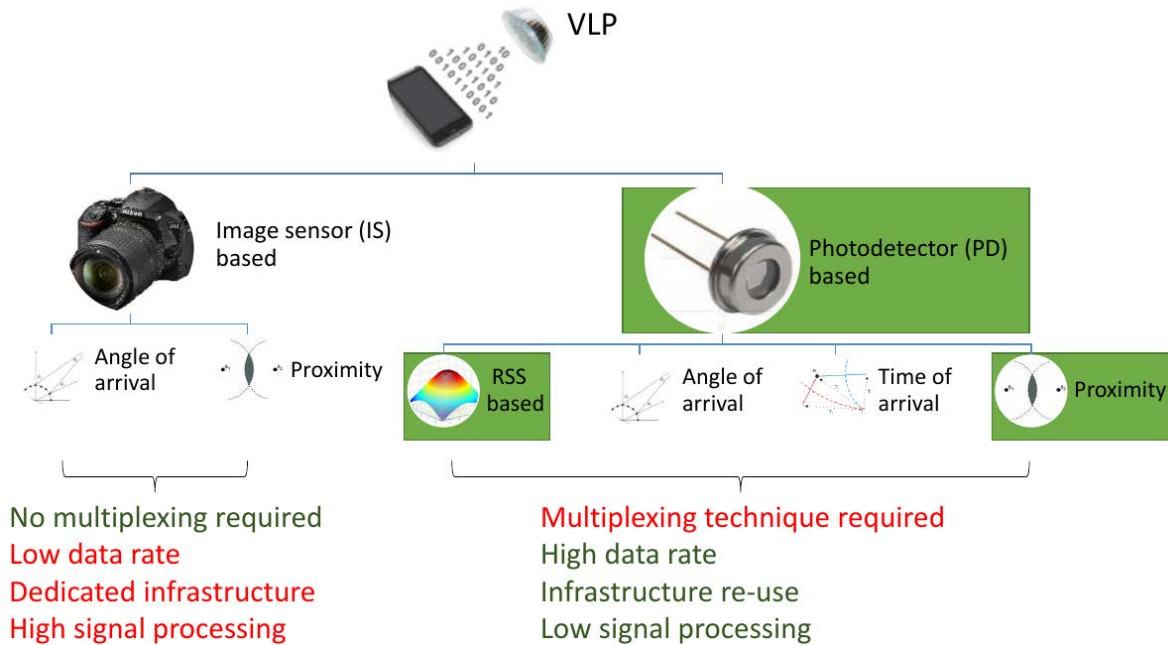 VLP
Image sensor (IS)
based
Photodetector (PD)
based
Angle of
arrival
Proximity
RSS
based
Angle of
arrival
Time of
arrival
Proximity
No multiplexing required
Low data rate
Dedicated infrastructure
High signal processing
Multiplexing technique required
High data rate
Infrastructure re-use
Low signal processing